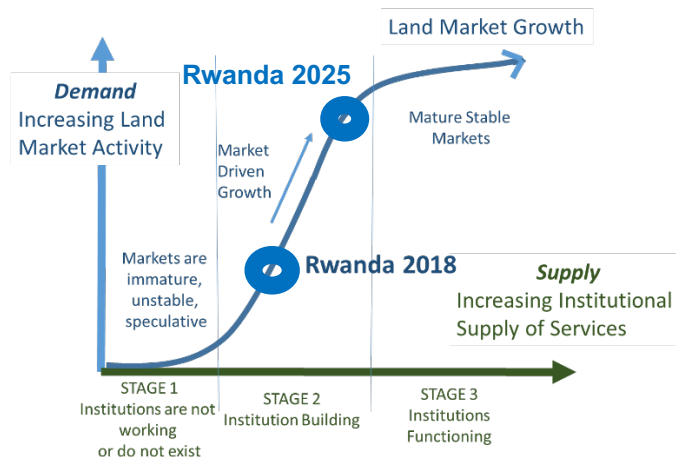 Land Market Growth
Rwanda 2025
Demand
Increasing Land
Market Activity
Market
Driven
Growth
Mature Stable
Markets
Markets are
immature,
unstable,
speculative
Rwanda 2018
Supply
Increasing Institutional
Supply of Services
STAGE 1
Institutions are not
working
or do not exist
STAGE 2
Institution Building
STAGE 3
Institutions
Functioning